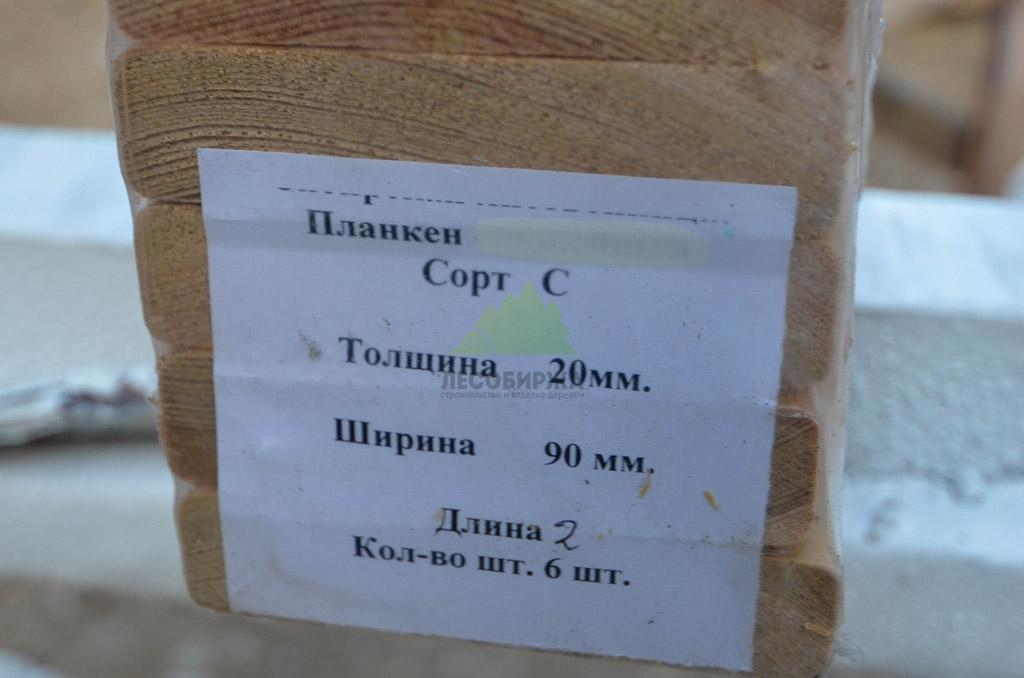 Планкен
Сорт С
Толщина 20мм.
ЛЕСОБИРЖА
строительство и отделка деревом
Ширина 90 мм.
Длина 2
Кол-во шт. 6 шт.